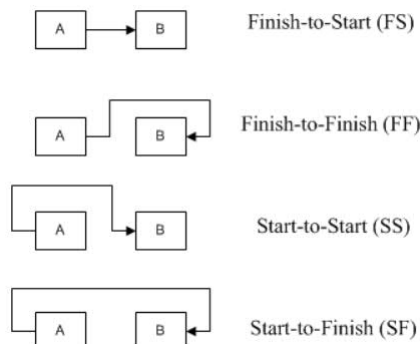 A B Finish-to-Start (FS)
A B Finish-to-Finish (FF)
A B Start-to-Start (SS)
A B Start-to-Finish (SF)